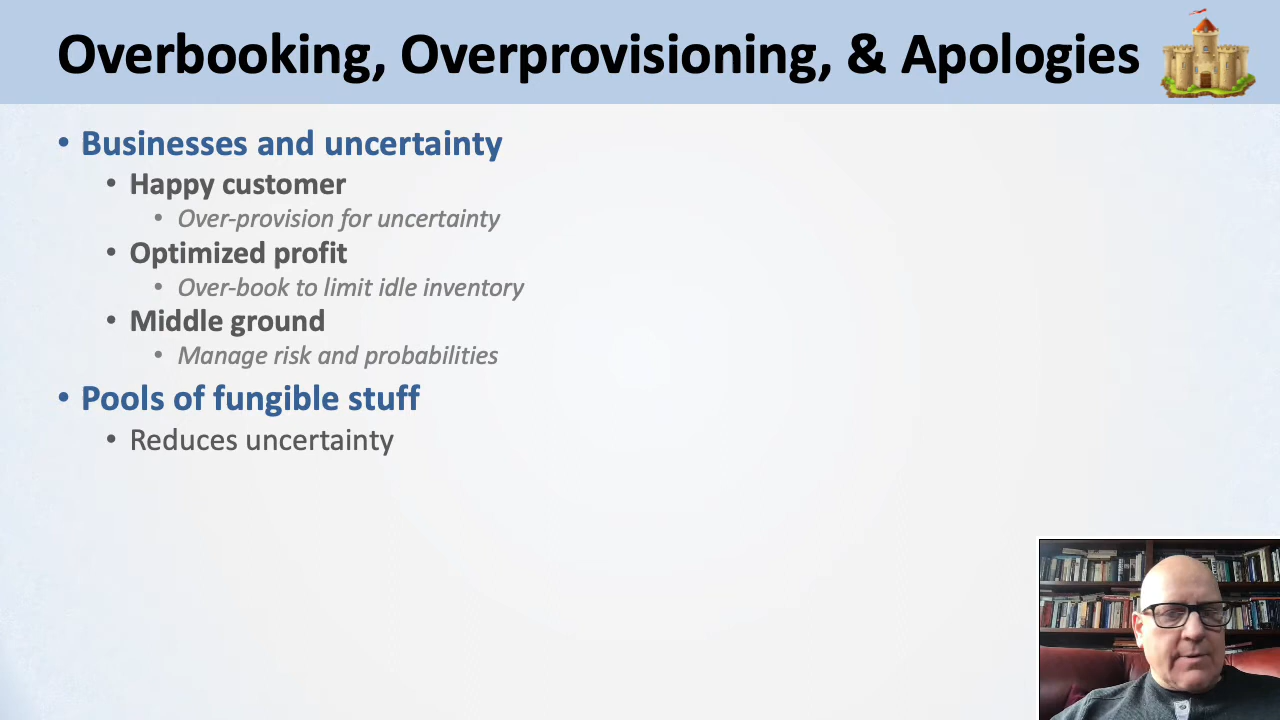 Overbooking, Overprovisioning, & Apologies
• Businesses and uncertainty
• Happy customer
• Over-provision for uncertainty
• Optimized profit
• Over-book to limit idle inventory
• Middle ground
• Manage risk and probabilities
• Pools of fungible stuff
• Reduces uncertainty